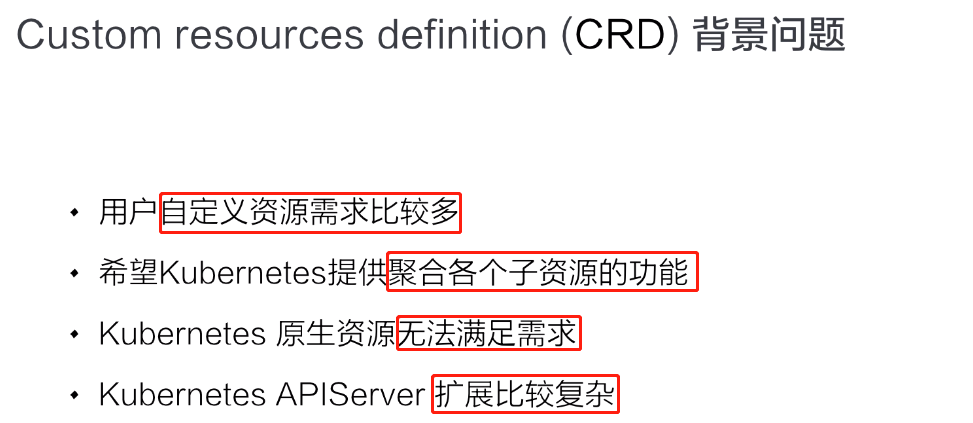 Custom resources definition (CRD) 背景问题
• 用户自定义资源需求比较多
• 希望Kubernetes提供聚合各个子资源的功能
• Kubernetes 原生资源无法满足需求
• Kubernetes APIServer 扩展比较复杂